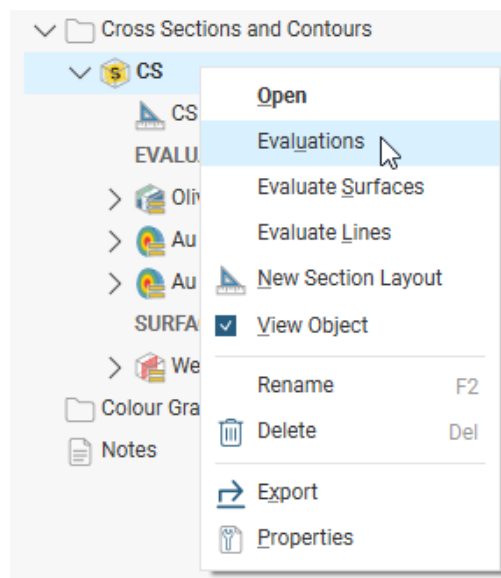 Cross Sections and Contours
CS
Open
CS
Evaluations
EVALU
Evaluate Surfaces
Oliv
Evaluate Lines
Au
New Section Layout
Au
View Object
SURFA
We
Rename F2
Colour Gra
Delete Del
Notes
Export
Properties